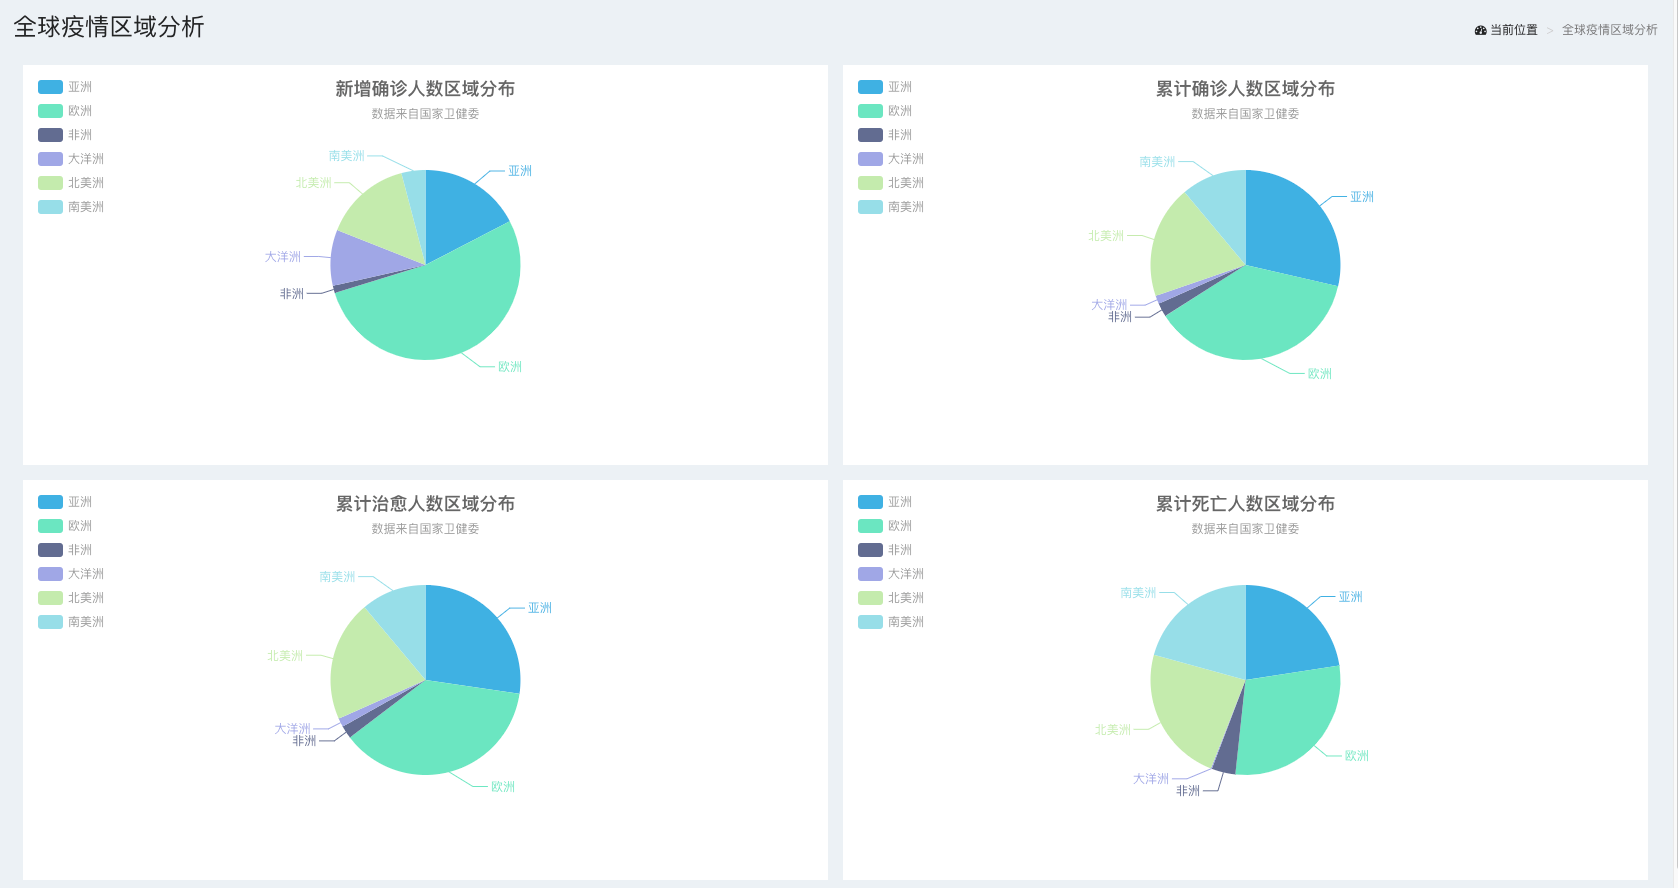 全球疫情区域分析
当前位置 > 全球疫情区域分析
新增确诊人数区域分布
数据来自国家卫健委
亚洲
欧洲
非洲
大洋洲
北美洲
南美洲
南美洲
亚洲
北美洲
大洋洲
非洲
欧洲
累计确诊人数区域分布
数据来自国家卫健委
亚洲
欧洲
非洲
大洋洲
北美洲
南美洲
南美洲
亚洲
北美洲
大洋洲
非洲
欧洲
累计治愈人数区域分布
数据来自国家卫健委
亚洲
欧洲
非洲
大洋洲
北美洲
南美洲
南美洲
亚洲
北美洲
大洋洲
非洲
欧洲
累计死亡人数区域分布
数据来自国家卫健委
亚洲
欧洲
非洲
大洋洲
北美洲
南美洲
南美洲
亚洲
北美洲
欧洲
大洋洲
非洲